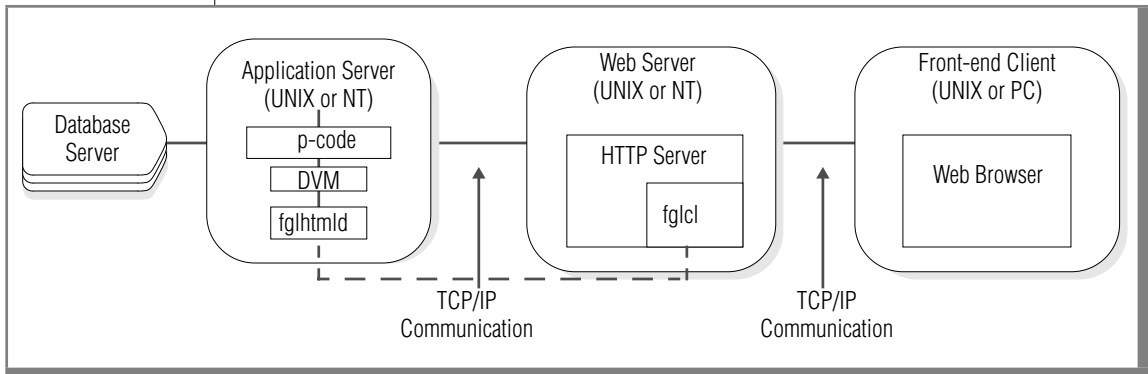 Database
Server
Application Server
(UNIX or NT)
p-code
DVM
fglhtmld
Web Server
(UNIX or NT)
HTTP Server
fglcl
Front-end Client
(UNIX or PC)
Web Browser
TCP/IP
Communication
TCP/IP
Communication